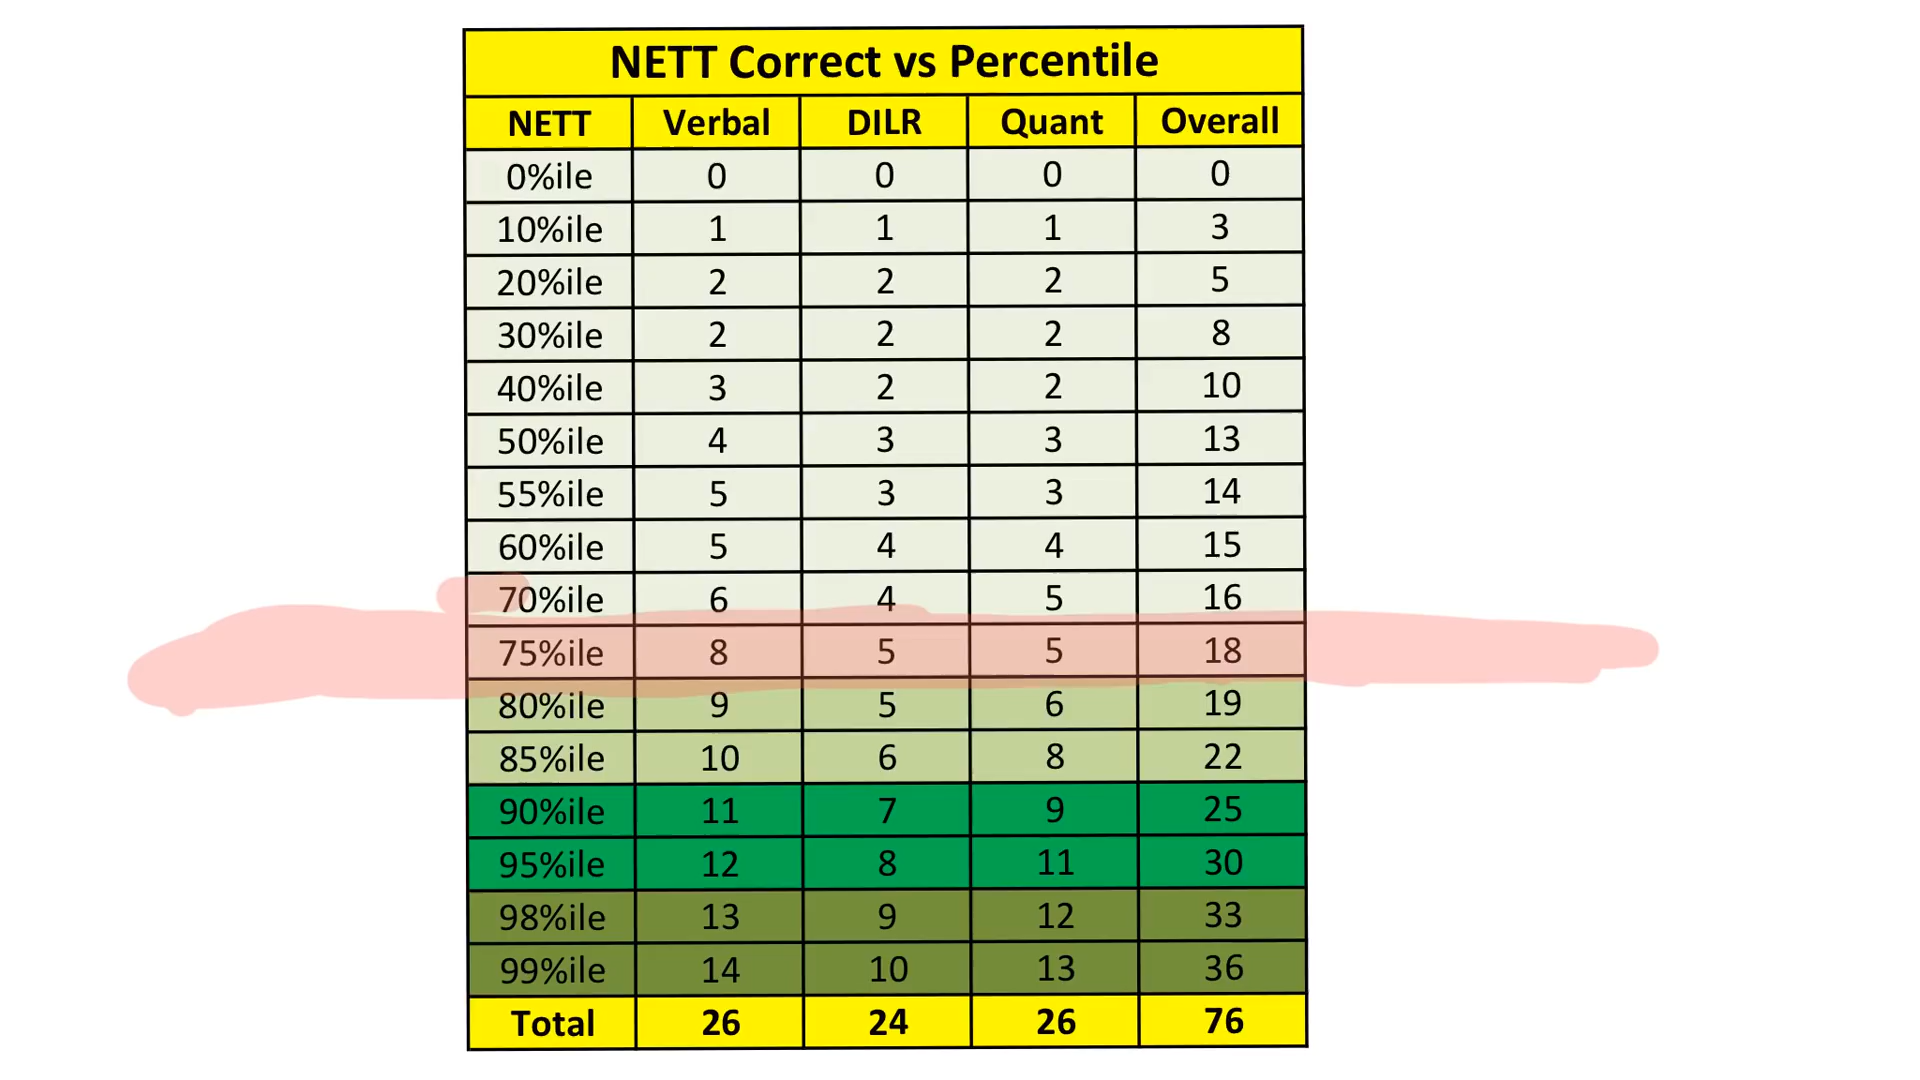 NETT Correct vs Percentile
NETT Verbal DILR Quant Overall
0%ile 0 0 0 0
10%ile 1 1 1 3
20%ile 2 2 2 5
30%ile 2 2 2 8
40%ile 3 2 2 10
50%ile 4 3 3 13
55%ile 5 3 3 14
60%ile 5 4 4 15
70%ile 6 4 5 16
75%ile 8 5 5 18
80%ile 9 5 6 19
85%ile 10 6 8 22
90%ile 11 7 9 25
95%ile 12 8 11 30
98%ile 13 9 12 33
99%ile 14 10 13 36
Total 26 24 26 76